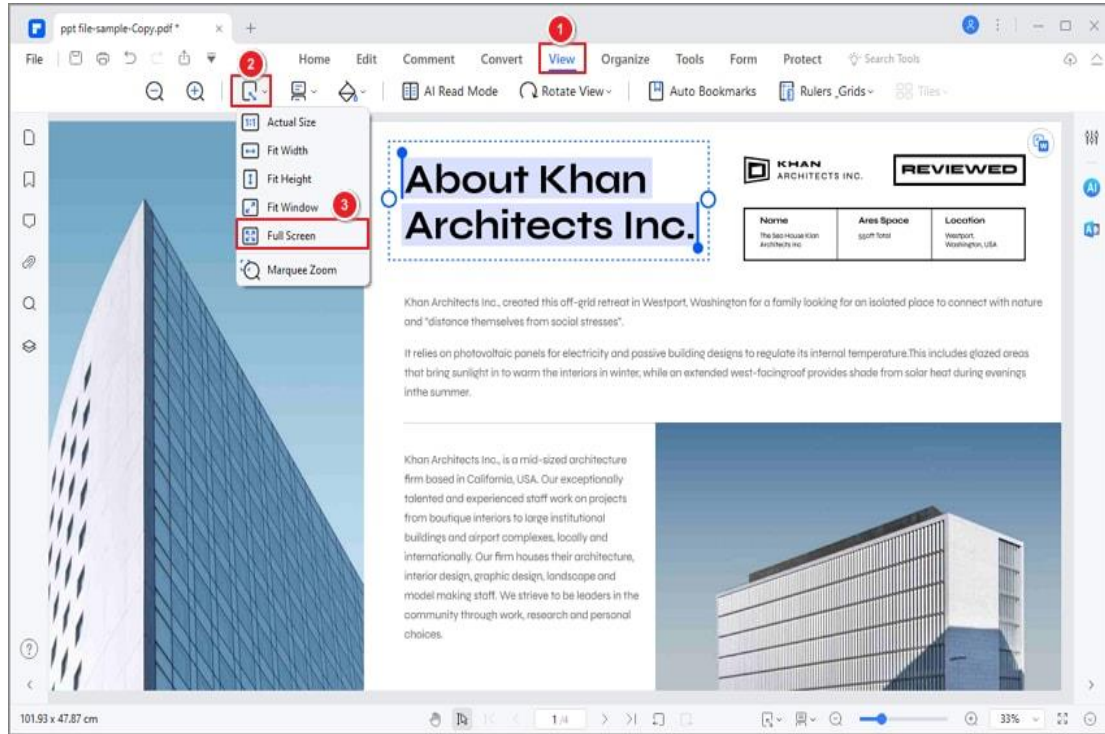 ppt file-sample-Copy.pdf *
1
File
2
Home Edit Comment Convert View Organize Tools Form Protect Search Tools
AI Read Mode Rotate View Auto Bookmarks Rulers _Grids Tiles
Actual Size
Fit Width
Fit Height
Fit Window
3
Full Screen
Marquee Zoom
About Khan
Architects Inc.
KHAN
ARCHITECTS INC.
REVIEWED
Name Ares Space Location
The Sea House Klan
Architects Inc
550ft Total
Westport,
Washington, USA
Khan Architects Inc., created this off-grid retreat in Westport, Washington for a family looking for an isolated place to connect with nature
and "distance themselves from social stresses".
It relies on photovoltaic panels for electricity and passive building designs to regulate its internal temperature.This includes glazed areas
that bring sunlight in to warm the interiors in winter, while an extended west-facingroof provides shade from solar heat during evenings
inthe summer.
Khan Architects Inc., is a mid-sized architecture
firm based in California, USA. Our exceptionally
talented and experienced staff work on projects
from boutique interiors to large institutional
buildings and airport complexes, locally and
internationally. Our firm houses their architecture,
interior design, graphic design, landscape and
model making staff. We strieve to be leaders in the
community through work, research and personal
choices.
101.93 x 47.87 cm
1 /4
33%